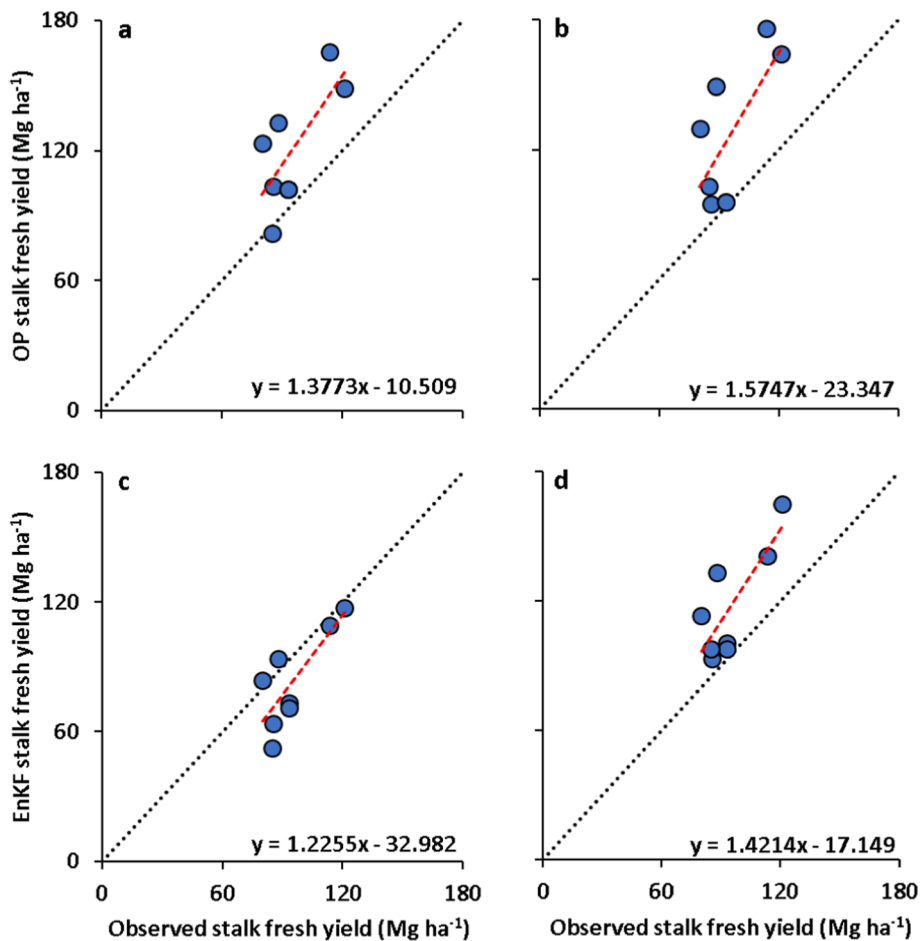 180
a
b
120
60
0
OP stalk fresh yield (Mg ha⁻¹)
y = 1.3773x - 10.509
y = 1.5747x - 23.347
0
60
120
180
0
60
120
180
180
c
d
120
60
0
EnKF stalk fresh yield (Mg ha⁻¹)
y = 1.2255x - 32.982
y = 1.4214x - 17.149
0
60
120
180
0
60
120
180
Observed stalk fresh yield (Mg ha⁻¹)
Observed stalk fresh yield (Mg ha⁻¹)